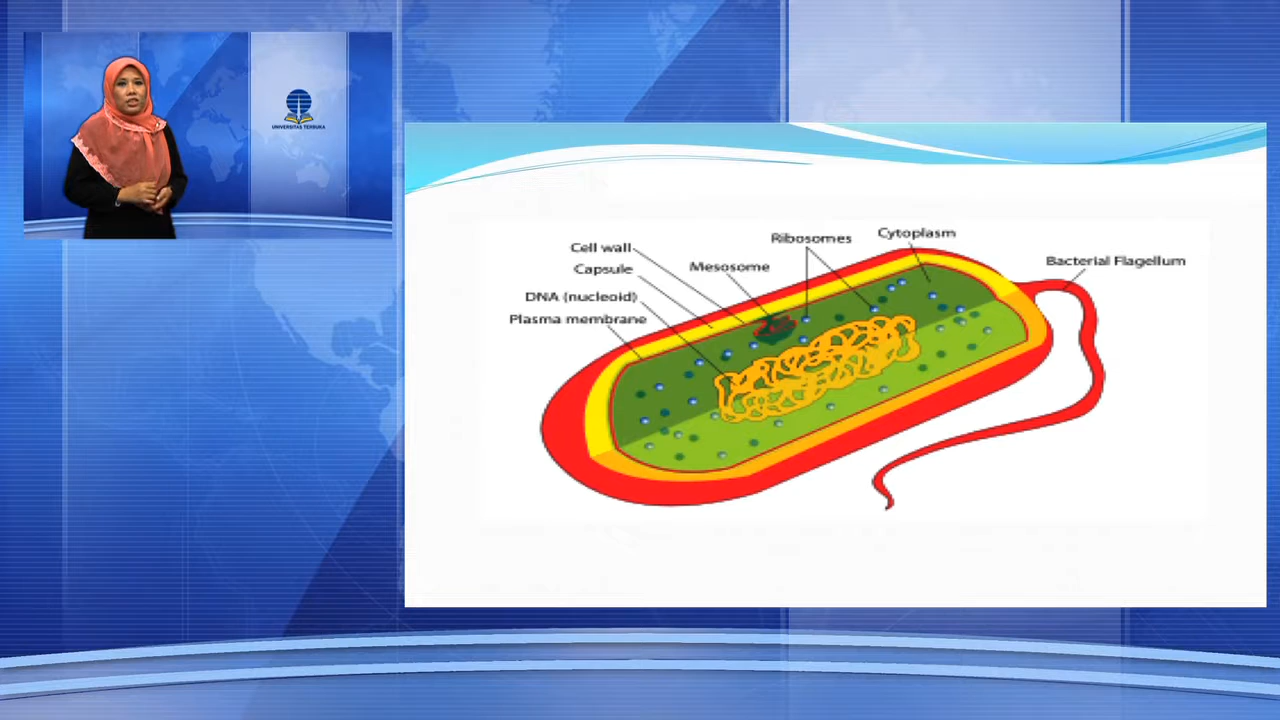 UNIVERSITAS TERBUKA
Ribosomes
Cytoplasm
Cell wall
Capsule
Mesosome
Bacterial Flagellum
DNA (nucleoid)
Plasma membrane